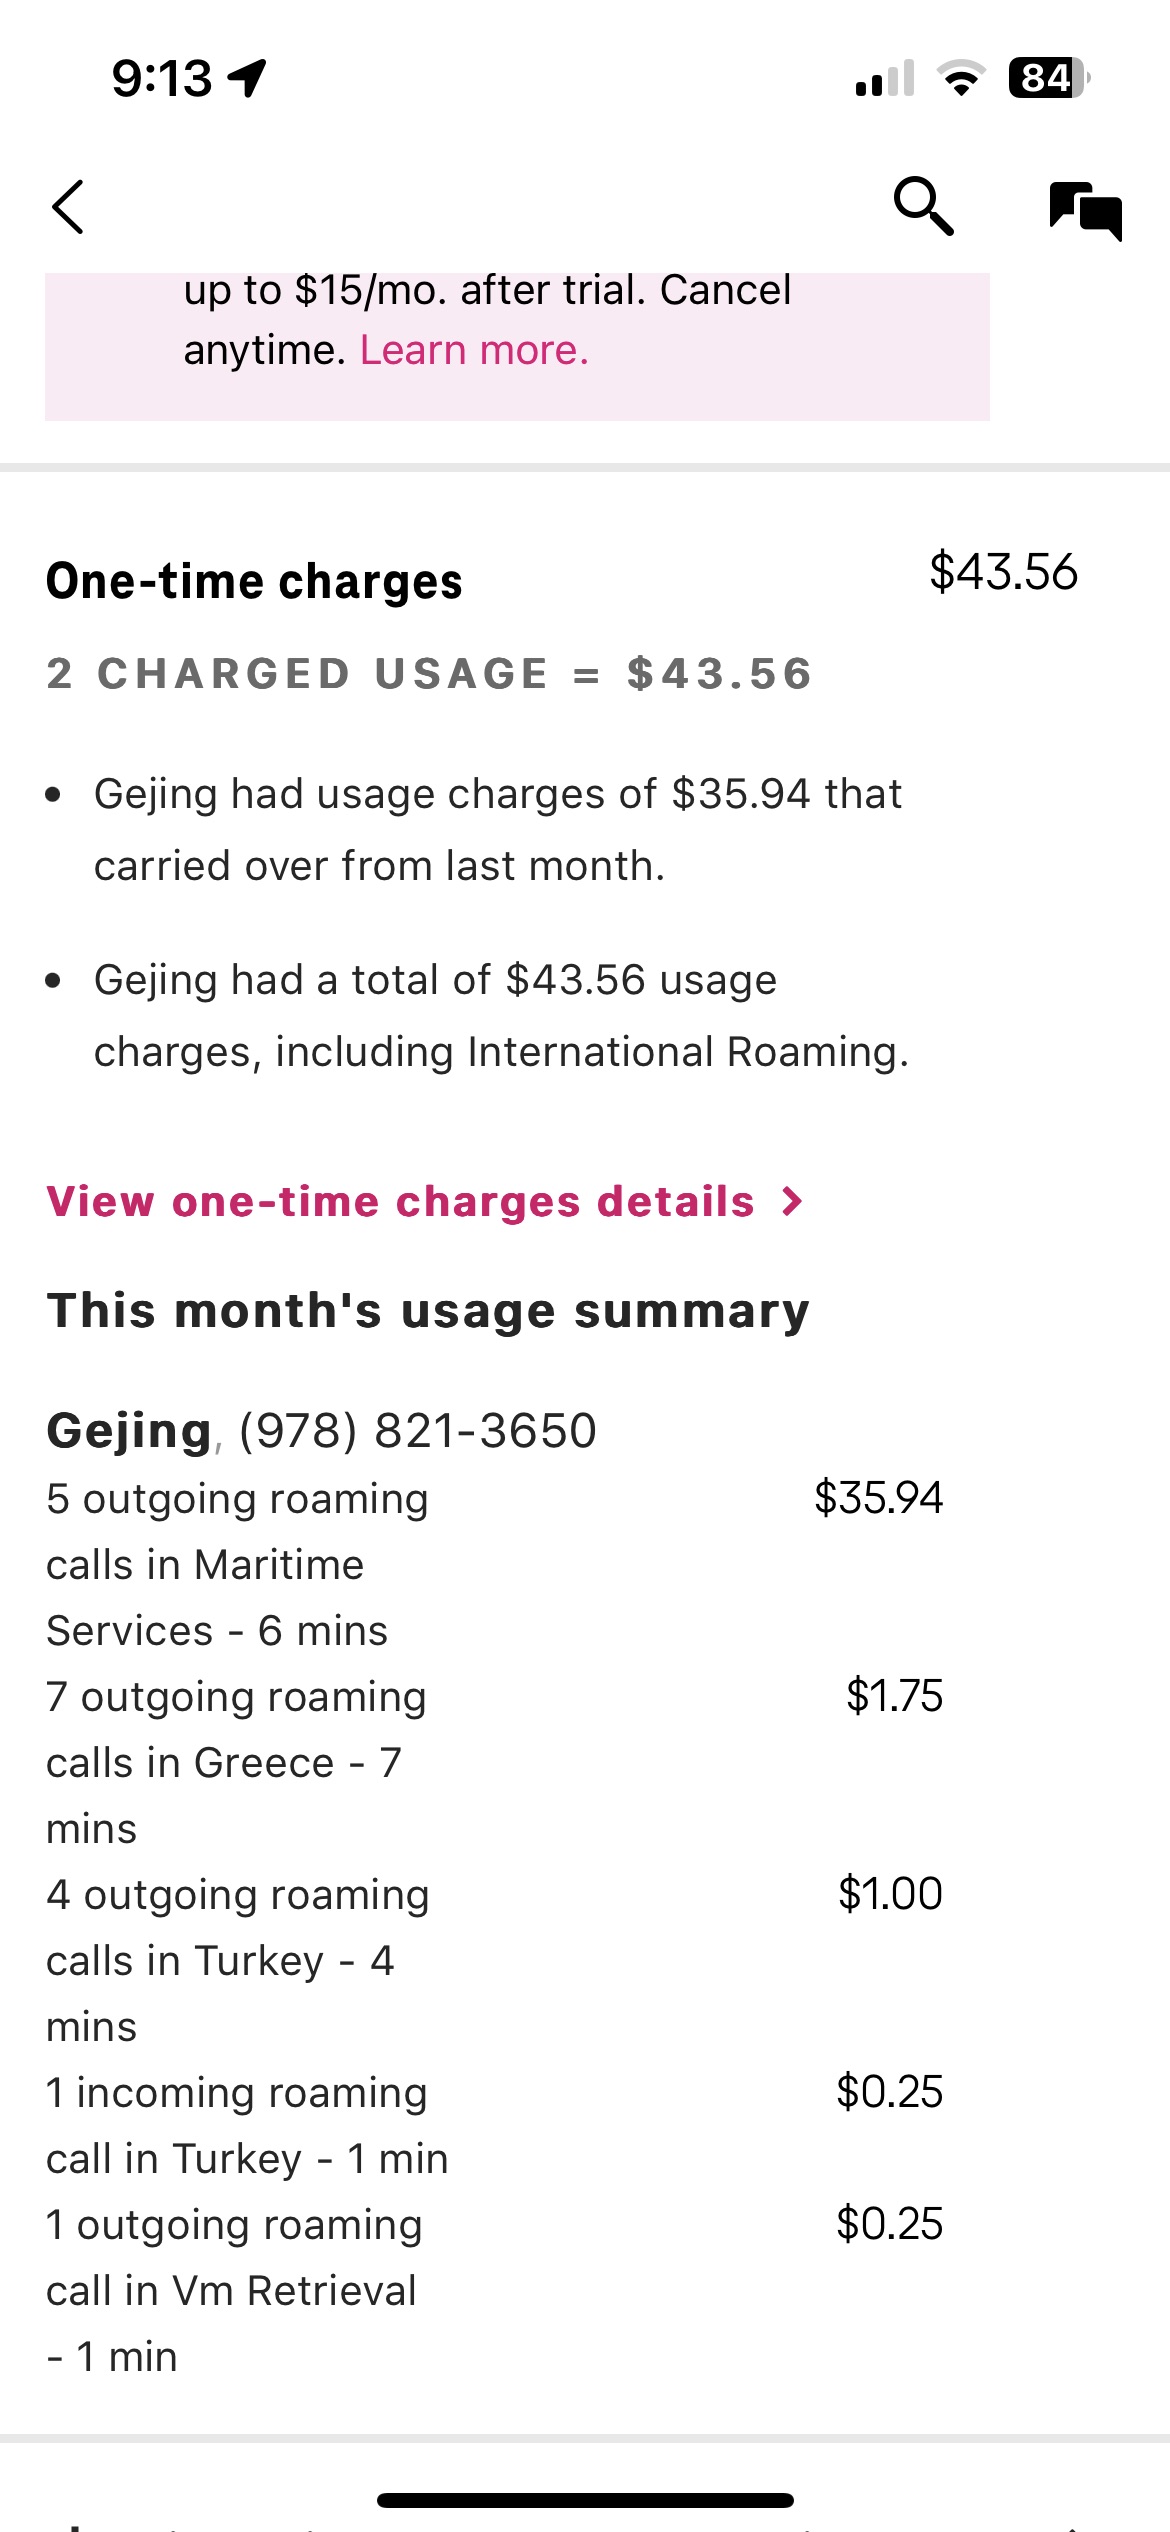 9:13
84
up to $15/mo. after trial. Cancel
anytime. Learn more.
One-time charges $43.56
2 CHARGED USAGE = $43.56
• Gejing had usage charges of $35.94 that
carried over from last month.
• Gejing had a total of $43.56 usage
charges, including International Roaming.
View one-time charges details >
This month's usage summary
Gejing, (978) 821-3650
5 outgoing roaming $35.94
calls in Maritime
Services - 6 mins
7 outgoing roaming $1.75
calls in Greece - 7
mins
4 outgoing roaming $1.00
calls in Turkey - 4
mins
1 incoming roaming $0.25
call in Turkey - 1 min
1 outgoing roaming $0.25
call in Vm Retrieval
- 1 min